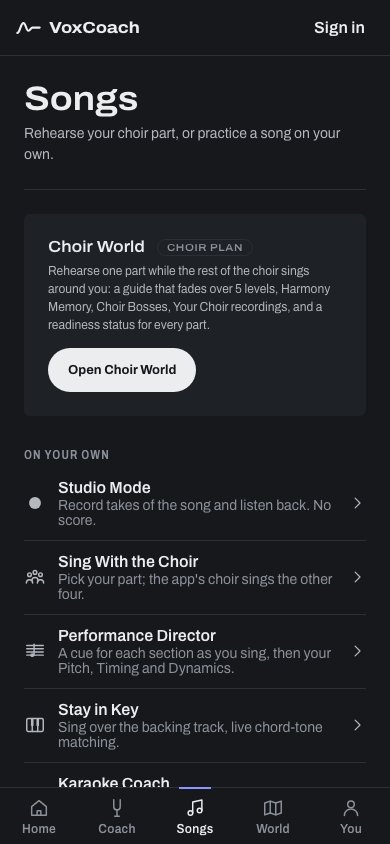 VoxCoach
Sign in
Songs
Rehearse your choir part, or practice a song on your
own.
Choir World
CHOIR PLAN
Rehearse one part while the rest of the choir sings
around you: a guide that fades over 5 levels, Harmony
Memory, Choir Bosses, Your Choir recordings, and a
readiness status for every part.
Open Choir World
ON YOUR OWN
Studio Mode
Record takes of the song and listen back. No
score.
Sing With the Choir
Pick your part; the app's choir sings the other
four.
Performance Director
A cue for each section as you sing, then your
Pitch, Timing and Dynamics.
Stay in Key
Sing over the backing track, live chord-tone
matching.
Karaoke Coach
Home
Coach
Songs
World
You